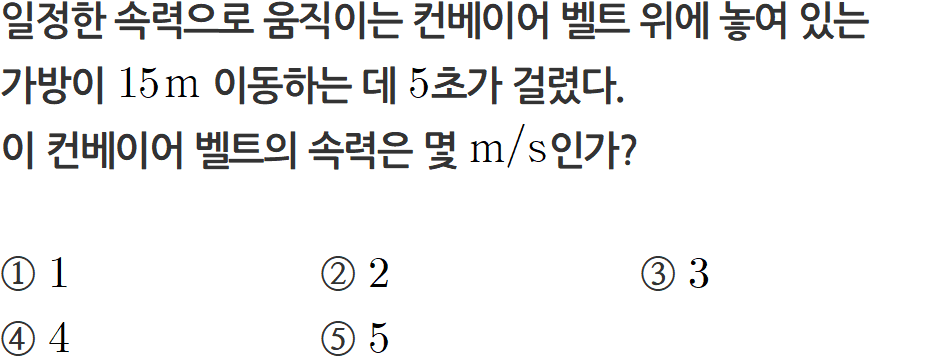 일정한 속력으로 움직이는 컨베이어 벨트 위에 놓여 있는
가방이 15m 이동하는 데 5초가 걸렸다.
이 컨베이어 벨트의 속력은 몇 m/s인가?
① 1 ② 2 ③ 3
④ 4 ⑤ 5